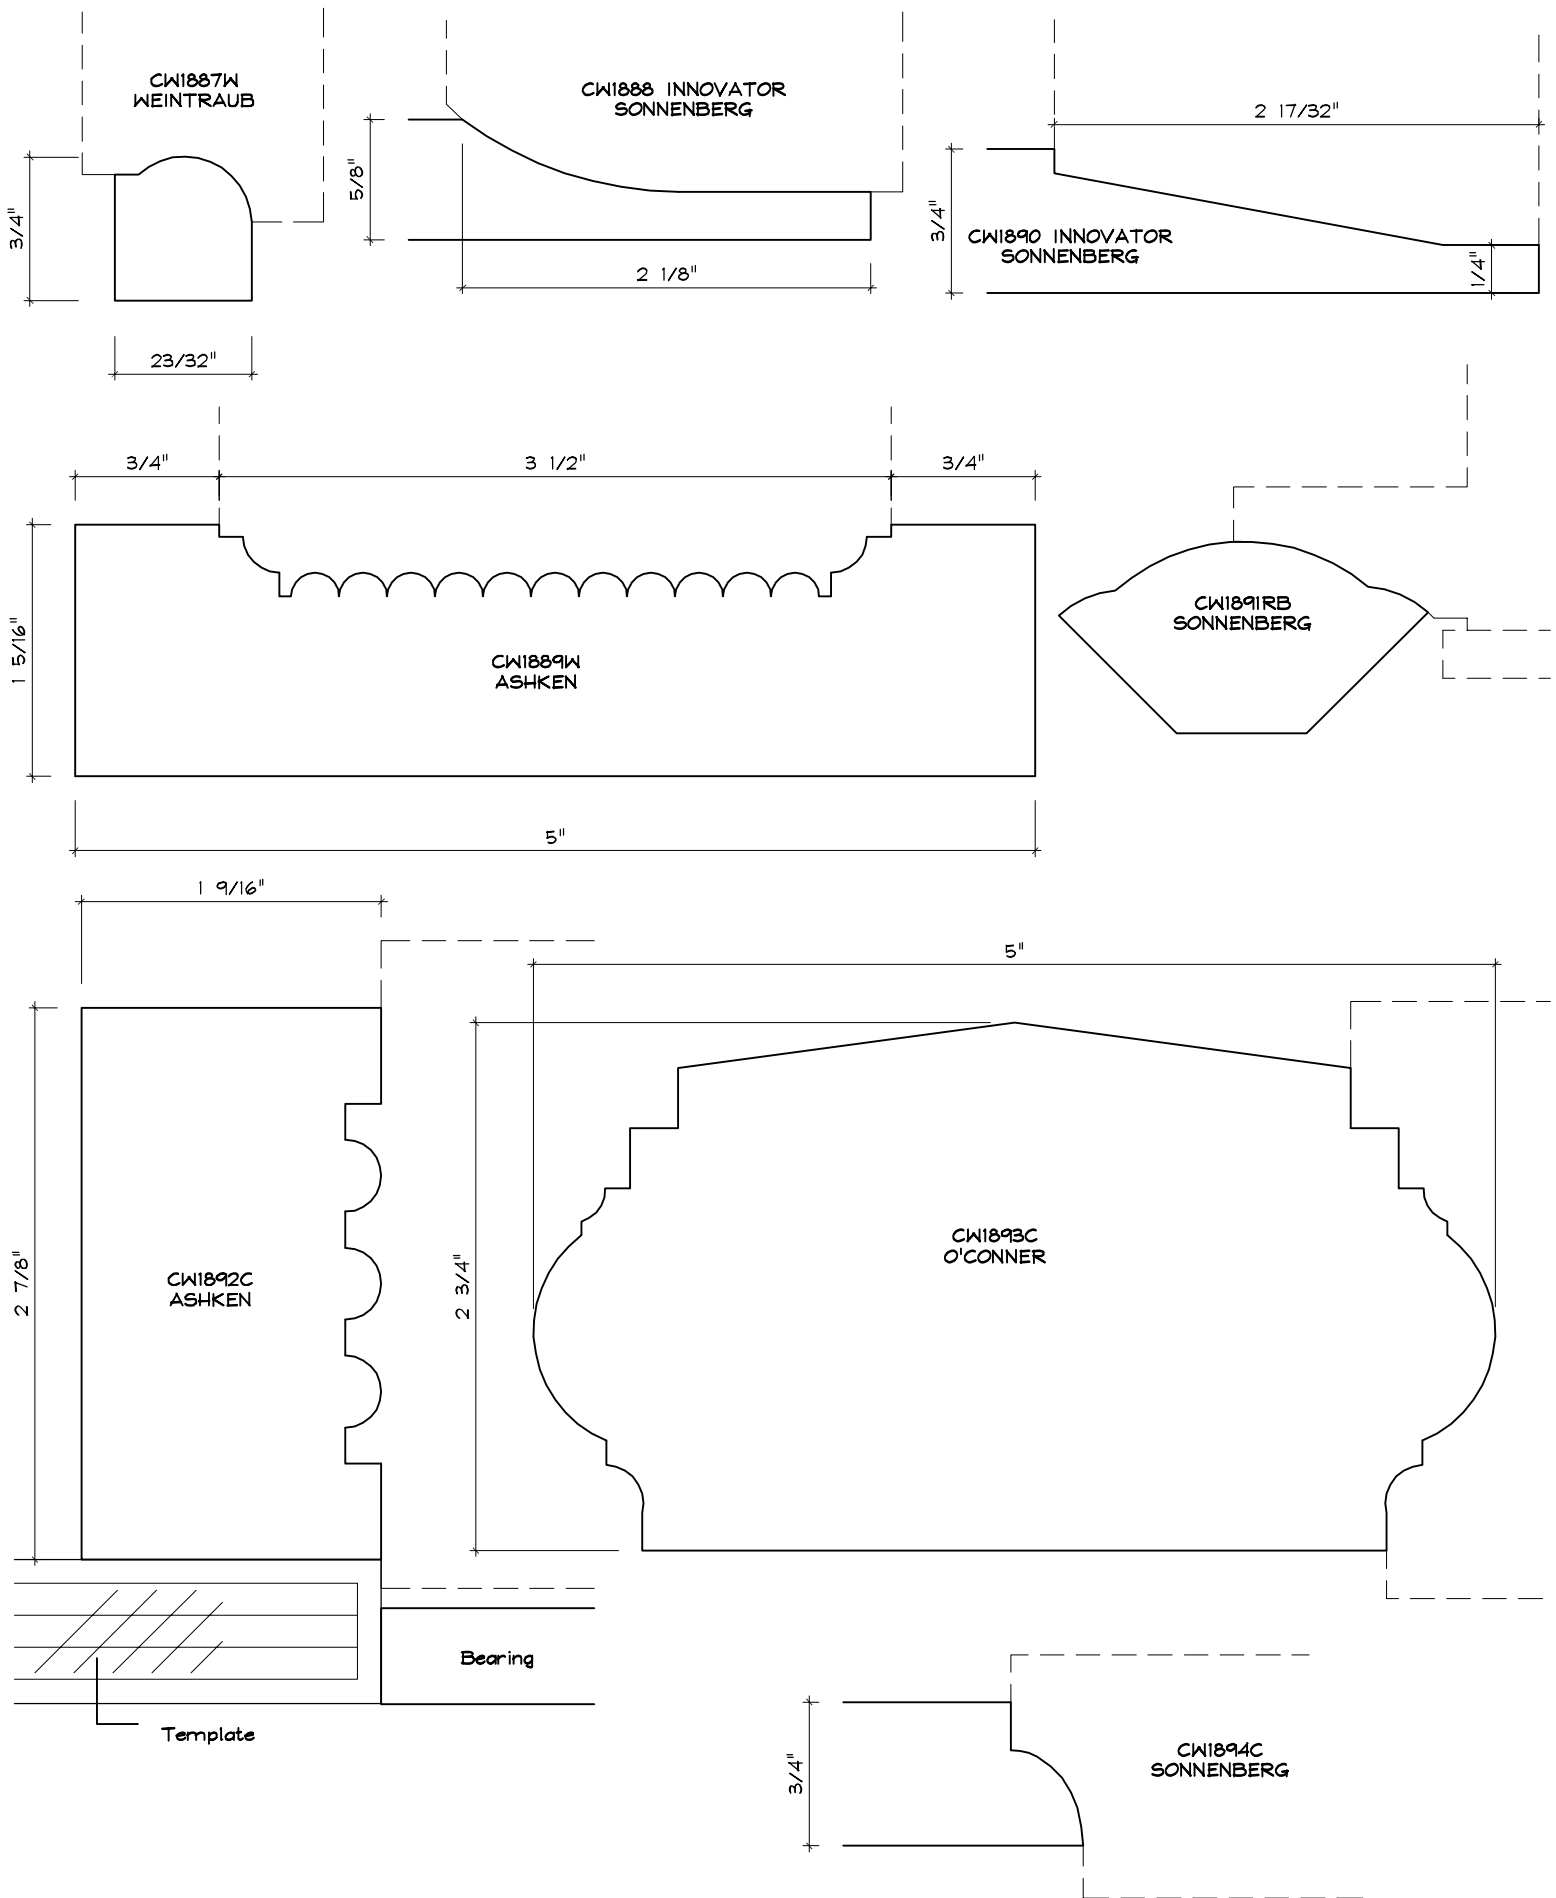 CW1887W
WEINTRAUB
3/4"
23/32"
CW1888 INNOVATOR
SONNENBERG
5/8"
2 1/8"
2 17/32"
3/4"
CW1890 INNOVATOR
SONNENBERG
1/4"
3/4"
3 1/2"
3/4"
1 5/16"
CW1889W
ASHKEN
5"
CW1891RB
SONNENBERG
1 9/16"
2 7/8"
CW1892C
ASHKEN
5"
2 3/4"
CW1893C
O'CONNER
Bearing
Template
3/4"
CW1894C
SONNENBERG